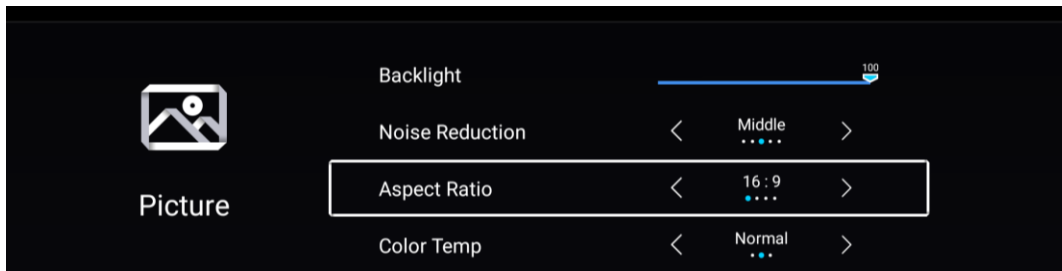 Backlight
100
Noise Reduction
Middle
Aspect Ratio
16 : 9
Picture
Color Temp
Normal